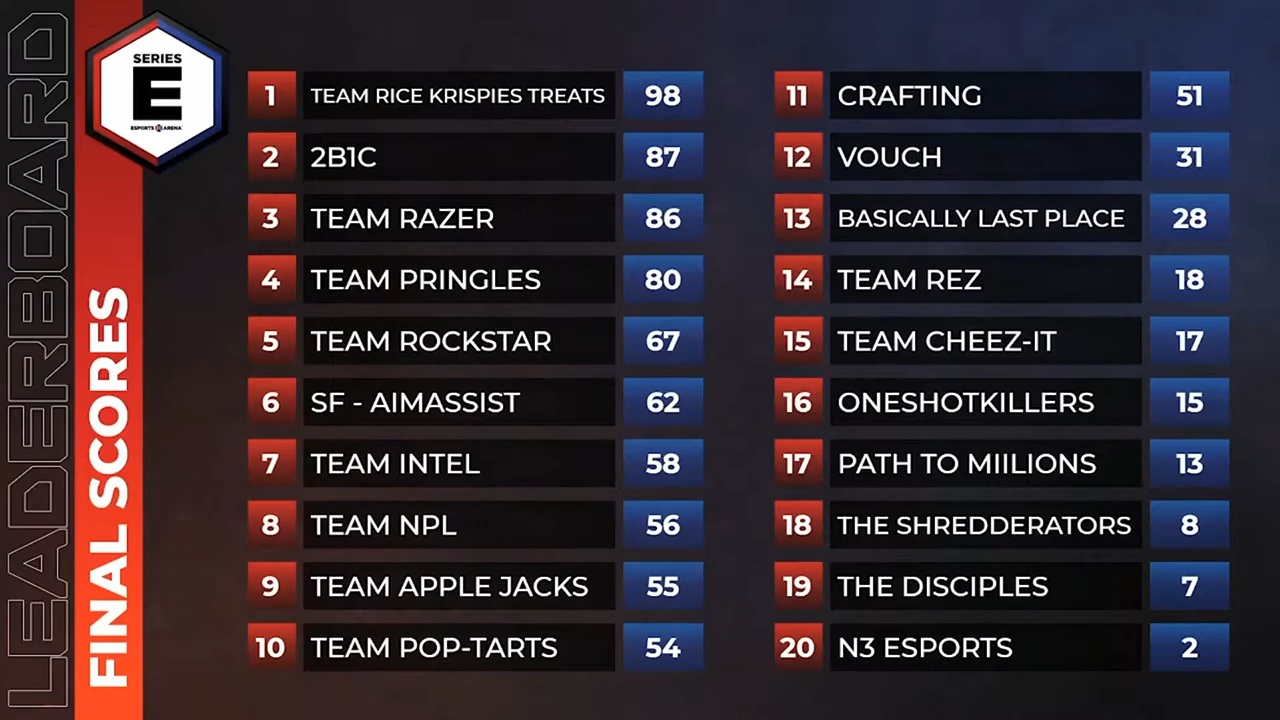 LEADERBOARD
FINAL SCORES
SERIES
E
ESPORTS ARENA
1 TEAM RICE KRISPIES TREATS 98
2 2B1C 87
3 TEAM RAZER 86
4 TEAM PRINGLES 80
5 TEAM ROCKSTAR 67
6 SF - AIMASSIST 62
7 TEAM INTEL 58
8 TEAM NPL 56
9 TEAM APPLE JACKS 55
10 TEAM POP-TARTS 54
11 CRAFTING 51
12 VOUCH 31
13 BASICALLY LAST PLACE 28
14 TEAM REZ 18
15 TEAM CHEEZ-IT 17
16 ONESHOTKILLERS 15
17 PATH TO MIILIONS 13
18 THE SHREDDERATORS 8
19 THE DISCIPLES 7
20 N3 ESPORTS 2